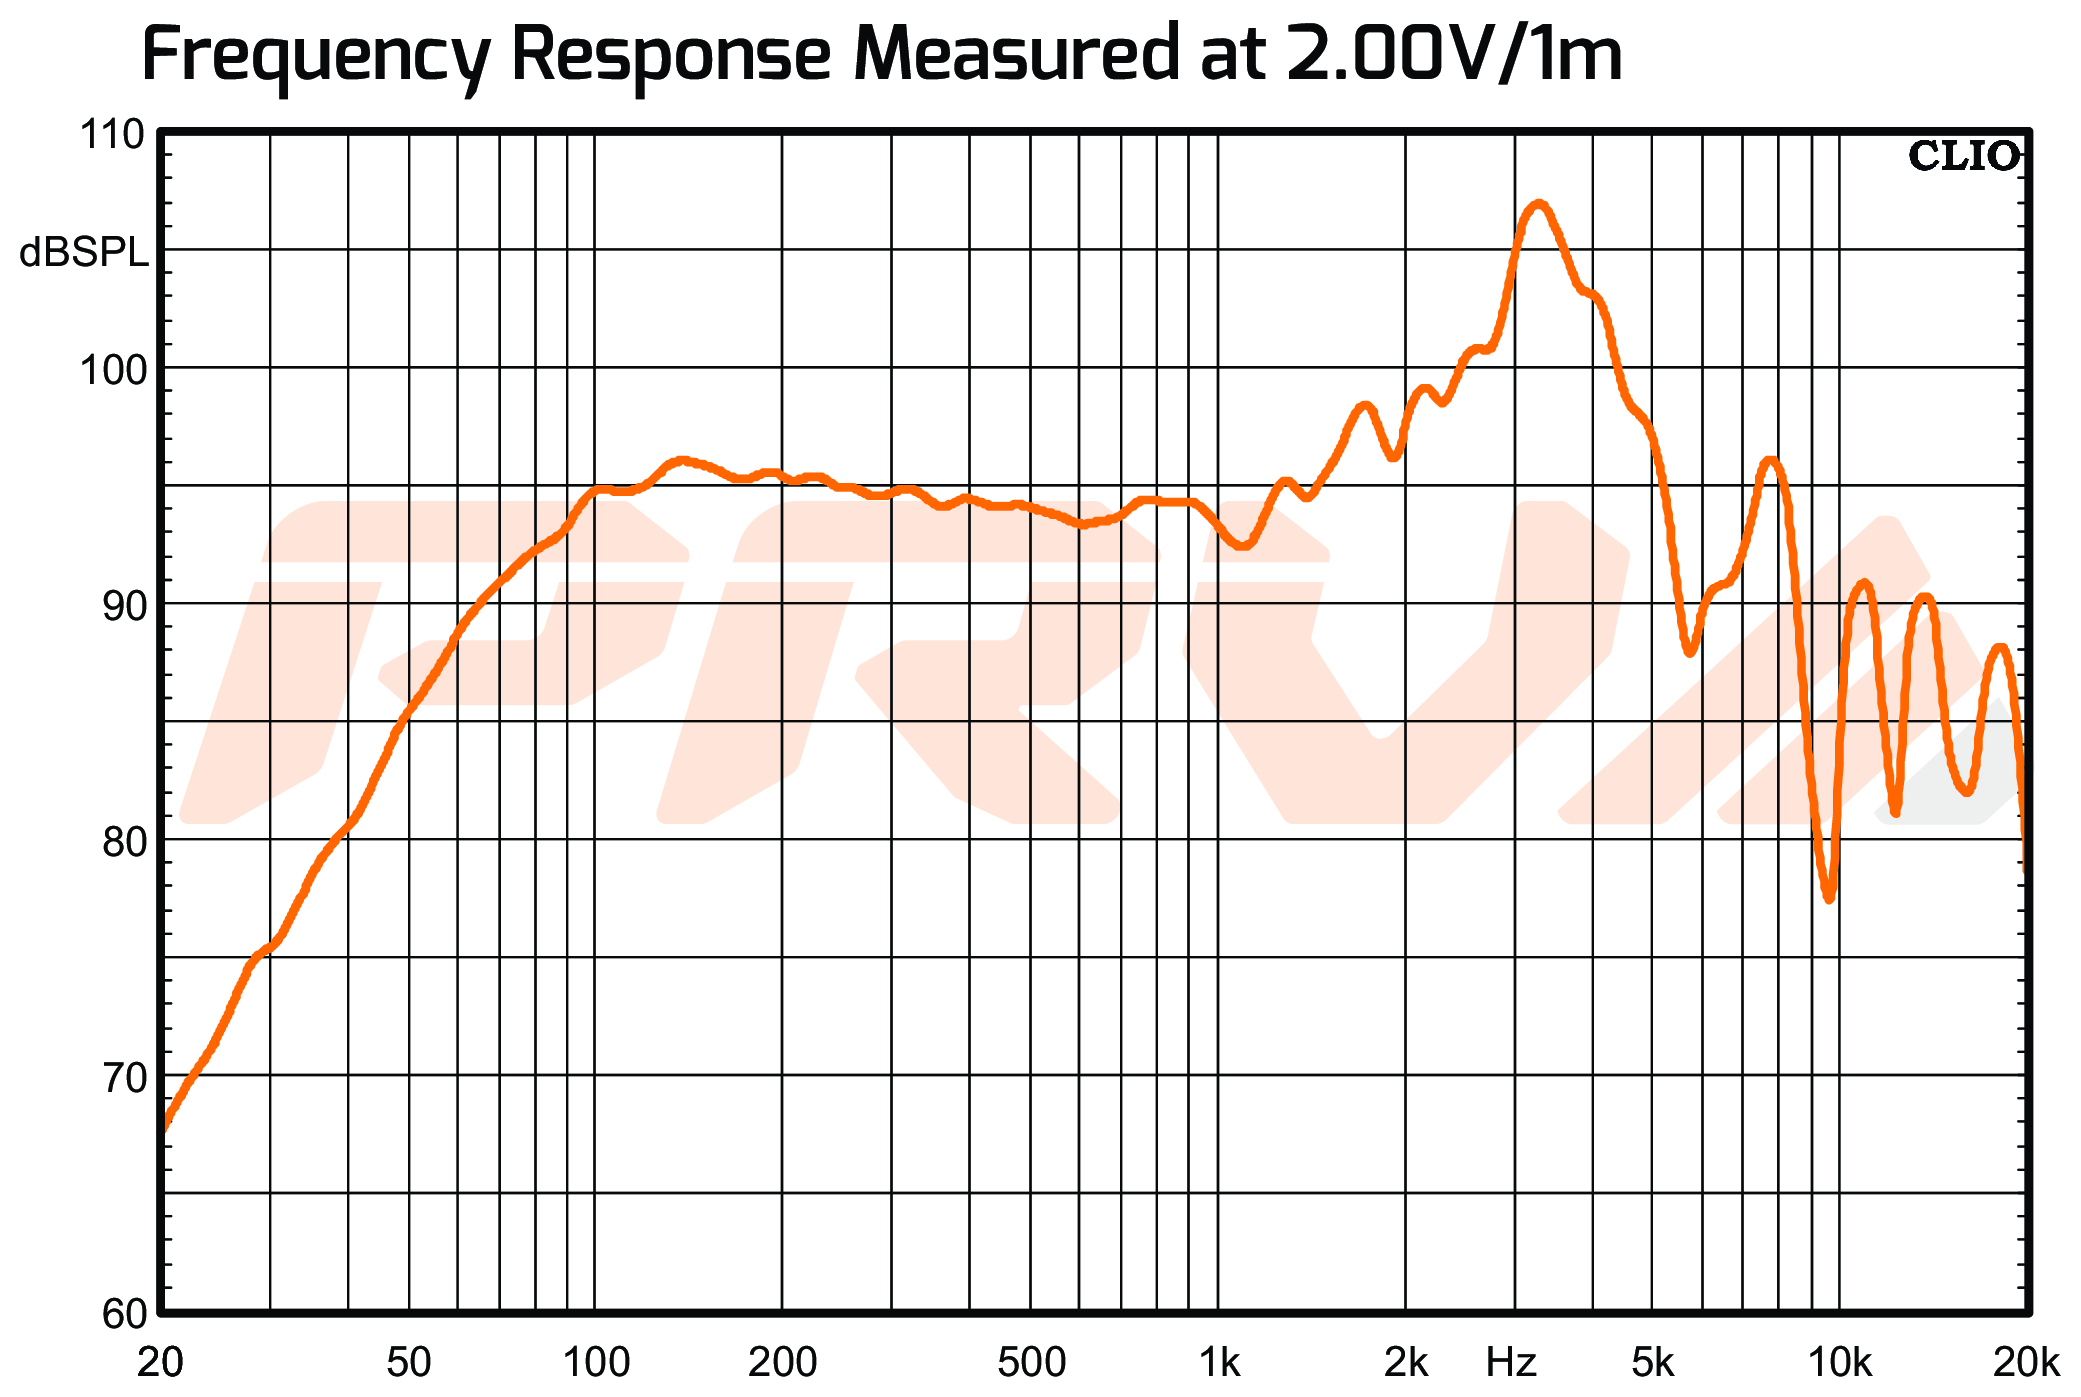 Frequency Response Measured at 2.00V/1m
110
CLIO
dBSPL
100
90
PRV
80
70
60
20 50 100 200 500 1k 2k Hz 5k 10k 20k